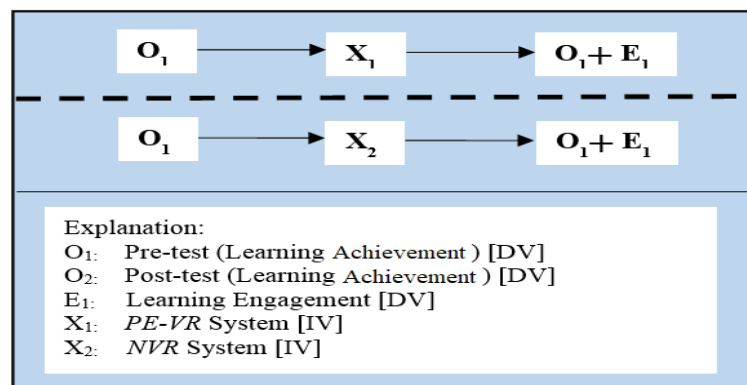 O₁ X₁ O₁+ E₁
O₁ X₂ O₁+ E₁
Explanation:
O₁: Pre-test (Learning Achievement ) [DV]
O₂: Post-test (Learning Achievement ) [DV]
E₁: Learning Engagement [DV]
X₁: PE-VR System [IV]
X₂: NVR System [IV]